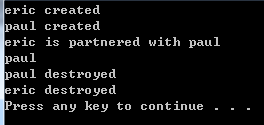 eric created
paul created
eric is partnered with paul
paul
paul destroyed
eric destroyed
Press any key to continue . . .